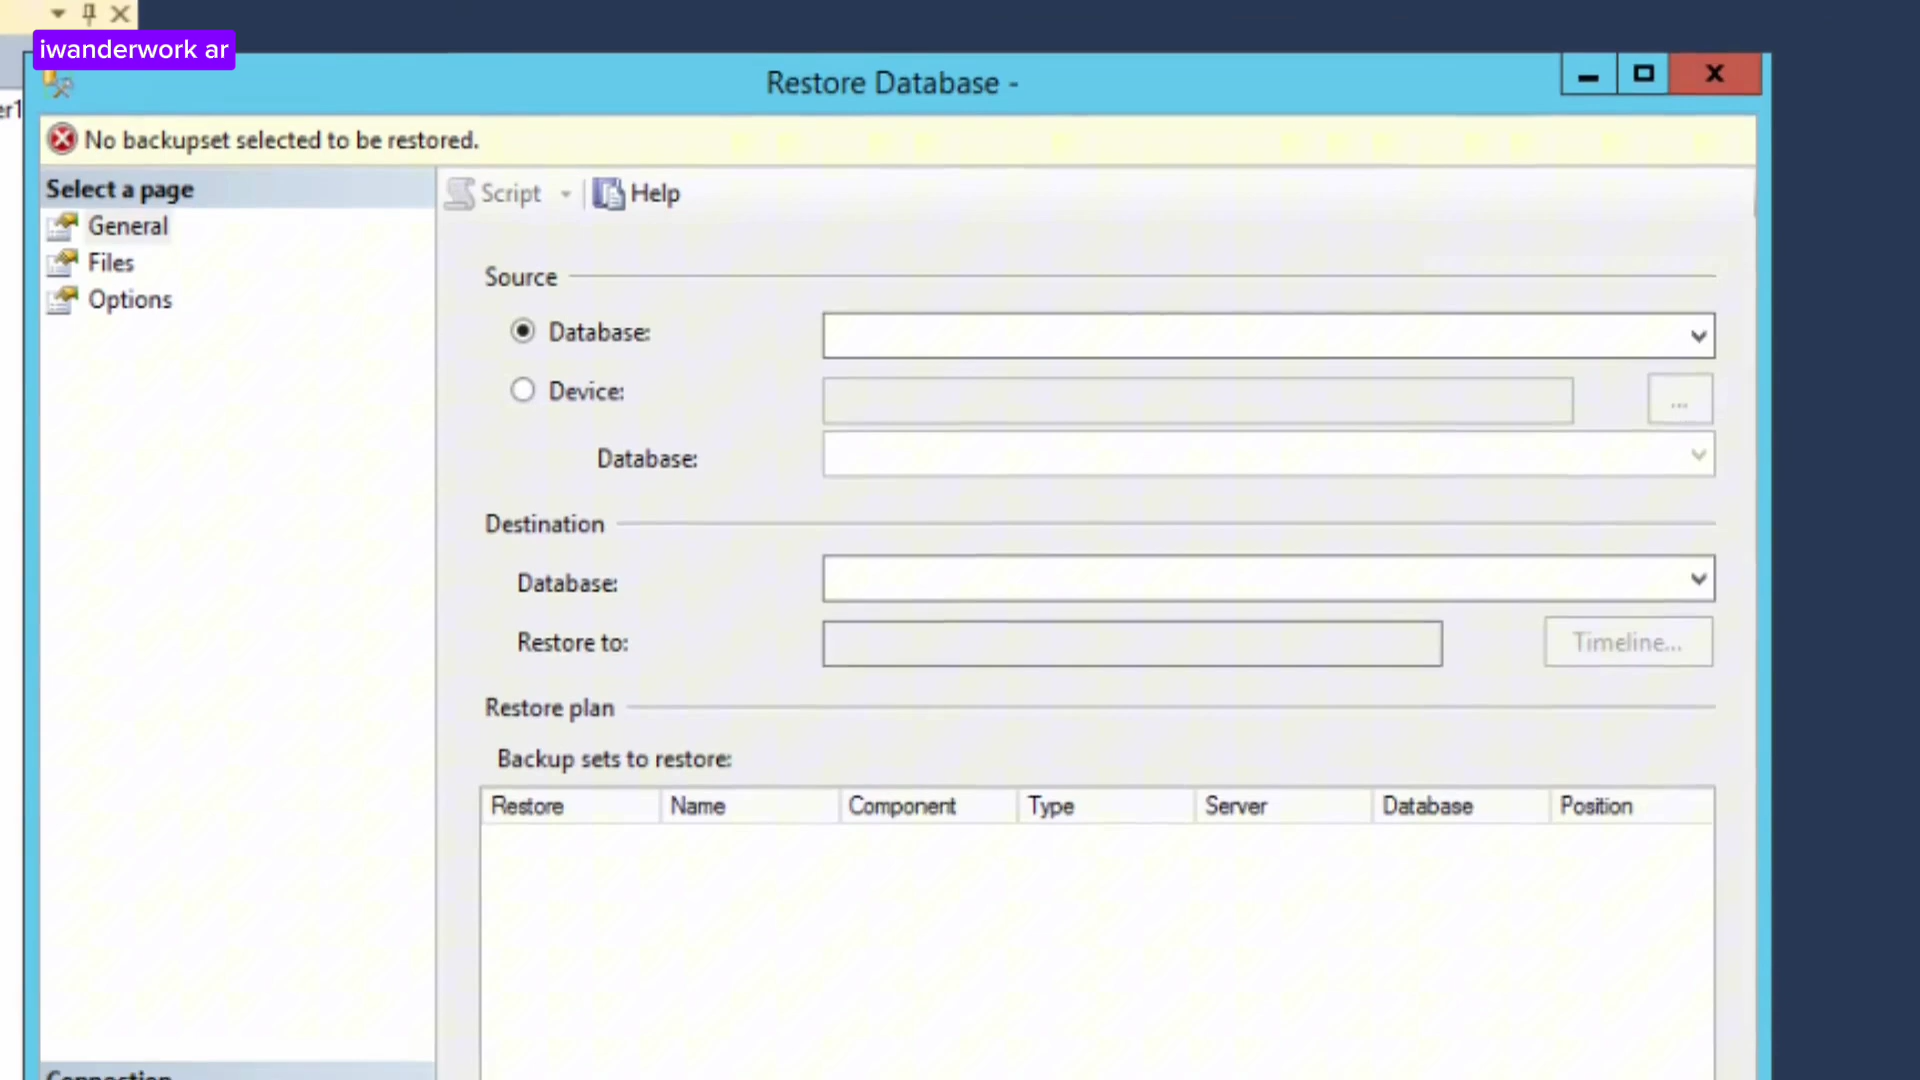 iwanderwork ar
Restore Database -
No backupset selected to be restored.
Select a page
General
Files
Options
Script
Help
Source
Database:
Device:
...
Database:
Destination
Database:
Restore to:
Timeline...
Restore plan
Backup sets to restore:
Restore Name Component Type Server Database Position
Connection